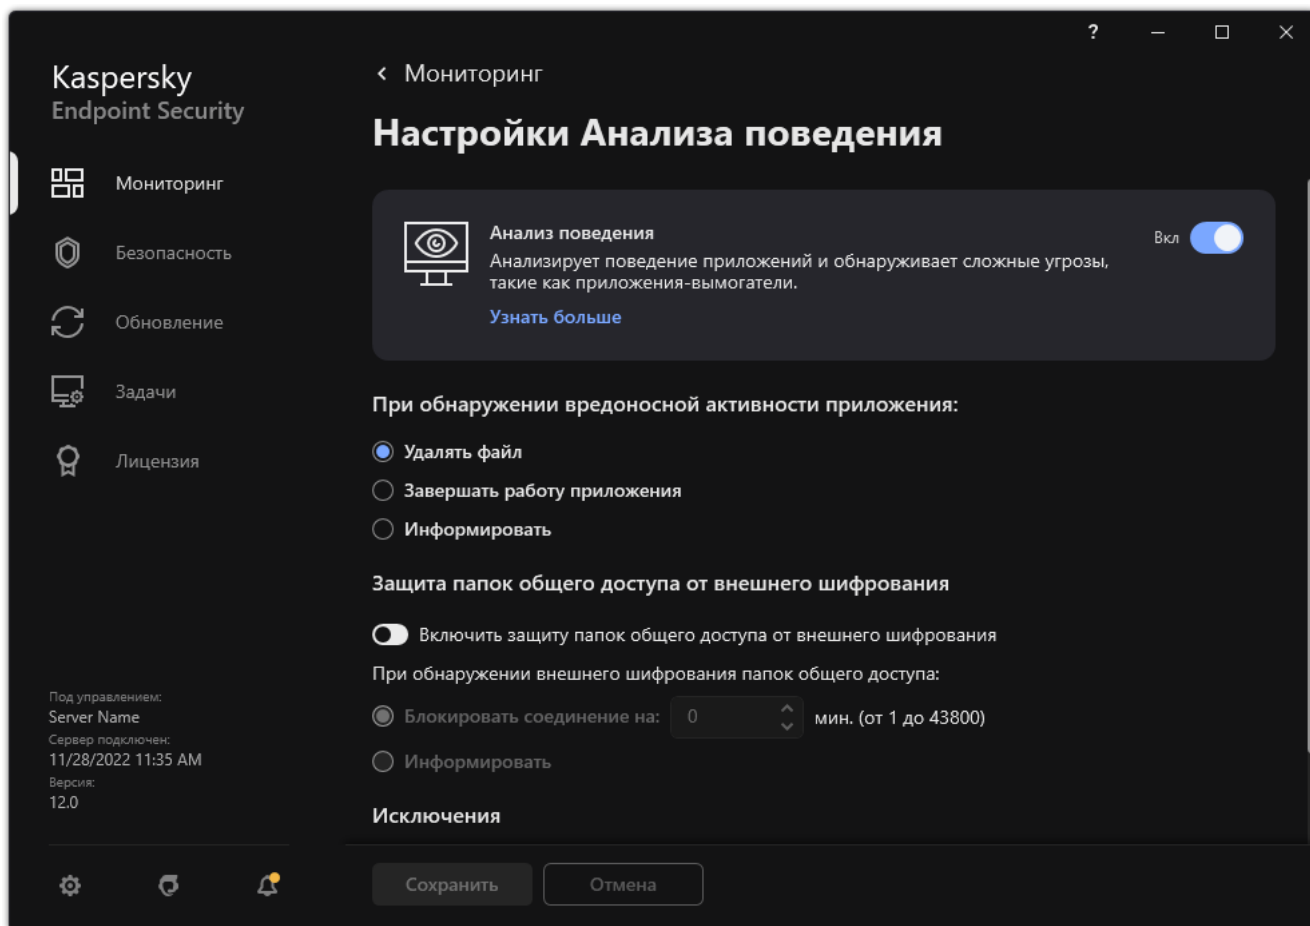 ?
Kaspersky
Endpoint Security
Мониторинг
Безопасность
Обновление
Задачи
Лицензия
Под управлением:
Server Name
Сервер подключен:
11/28/2022 11:35 AM
Версия:
12.0
Мониторинг
Настройки Анализа поведения
Анализ поведения
Вкл
Анализирует поведение приложений и обнаруживает сложные угрозы,
такие как приложения-вымогатели.
Узнать больше
При обнаружении вредоносной активности приложения:
Удалять файл
Завершать работу приложения
Информировать
Защита папок общего доступа от внешнего шифрования
Включить защиту папок общего доступа от внешнего шифрования
При обнаружении внешнего шифрования папок общего доступа:
Блокировать соединение на: 0 мин. (от 1 до 43800)
Информировать
Исключения
Сохранить Отмена